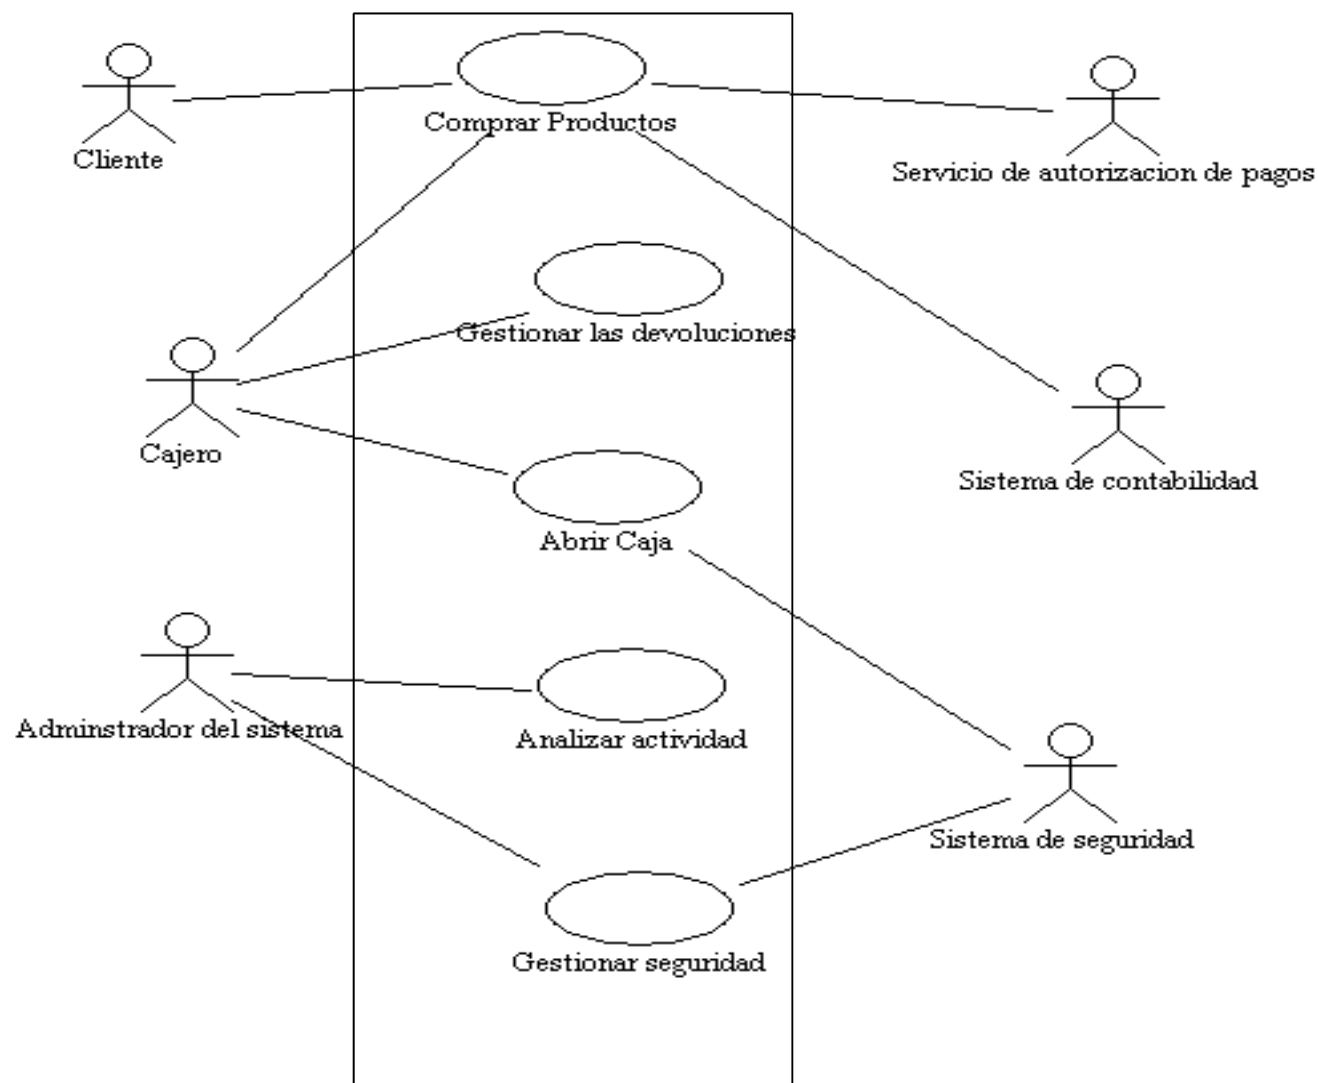 Comprar Productos
Cliente
Servicio de autorizacion de pagos
Gestionar las devoluciones
Cajero
Sistema de contabilidad
Abrir Caja
Adminstrador del sistema
Analizar actividad
Sistema de seguridad
Gestionar seguridad